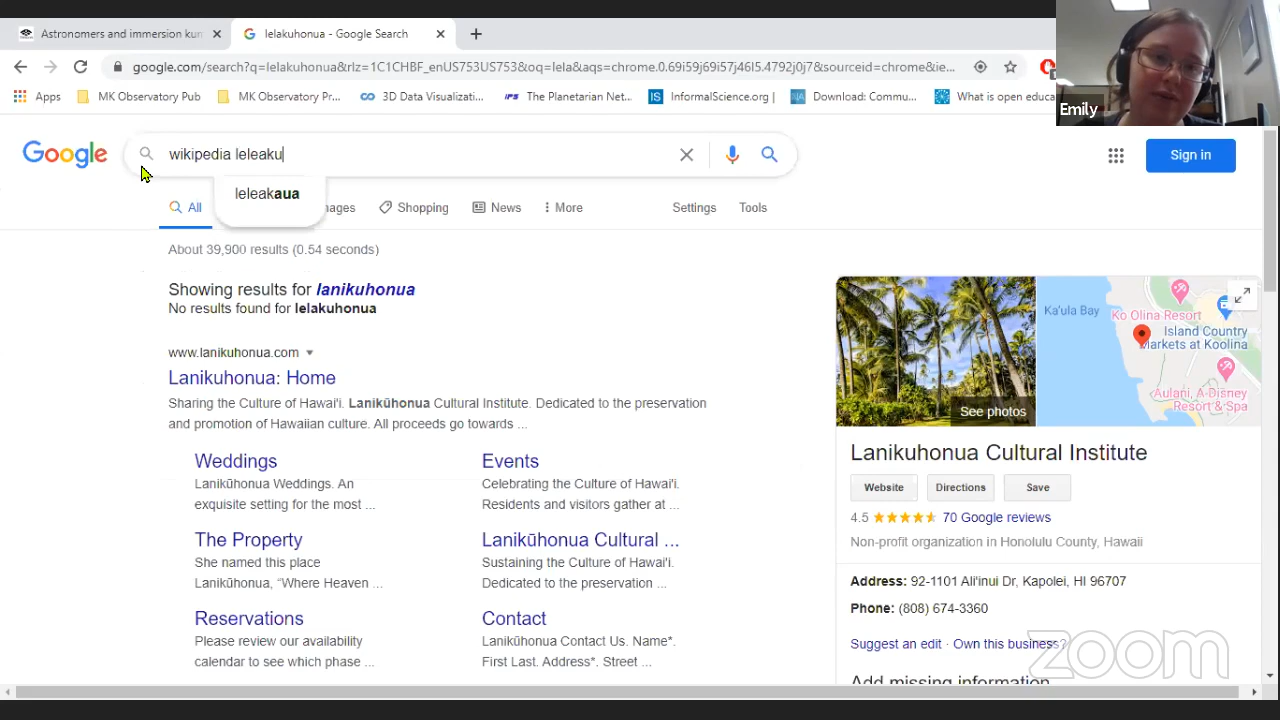 Astronomers and immersion kum
lelakuhonua - Google Search
google.com/search?q=lelakuhonua&rlz=1C1CHBF_enUS753US753&oq=lela&aqs=chrome.0.69i59j69i57j46l5.4792j0j7&sourceid=chrome&ie...
Apps
MK Observatory Pub
MK Observatory Pr...
3D Data Visualizati...
The Planetarian Net...
InformalScience.org |
Download: Commu...
What is open educa
Emily
Google
wikipedia leleaku
Sign in
leleakaua
All
mages
Shopping
News
More
Settings
Tools
About 39,900 results (0.54 seconds)
Showing results for lanikuhonua
No results found for lelakuhonua
www.lanikuhonua.com
Lanikuhonua: Home
Sharing the Culture of Hawai'i. Lanikūhonua Cultural Institute. Dedicated to the preservation
and promotion of Hawaiian culture. All proceeds go towards ...
Weddings
Lanikūhonua Weddings. An
exquisite setting for the most ...
Events
Celebrating the Culture of Hawai'i.
Residents and visitors gather at ...
The Property
She named this place
Lanikūhonua, “Where Heaven ...
Lanikūhonua Cultural ...
Sustaining the Culture of Hawai'i.
Dedicated to the preservation ...
Reservations
Please review our availability
calendar to see which phase ...
Contact
Lanikūhonua Contact Us. Name*.
First Last. Address*. Street ...
See photos
Ka'ula Bay
Ko Olina Resort
Island Country
Markets at Koolina
Aulani, A Disney
Resort & Spa
Lanikuhonua Cultural Institute
Website
Directions
Save
4.5
70 Google reviews
Non-profit organization in Honolulu County, Hawaii
Address: 92-1101 Ali'inui Dr, Kapolei, HI 96707
Phone: (808) 674-3360
Suggest an edit · Own this business?
Add missing information
zoom